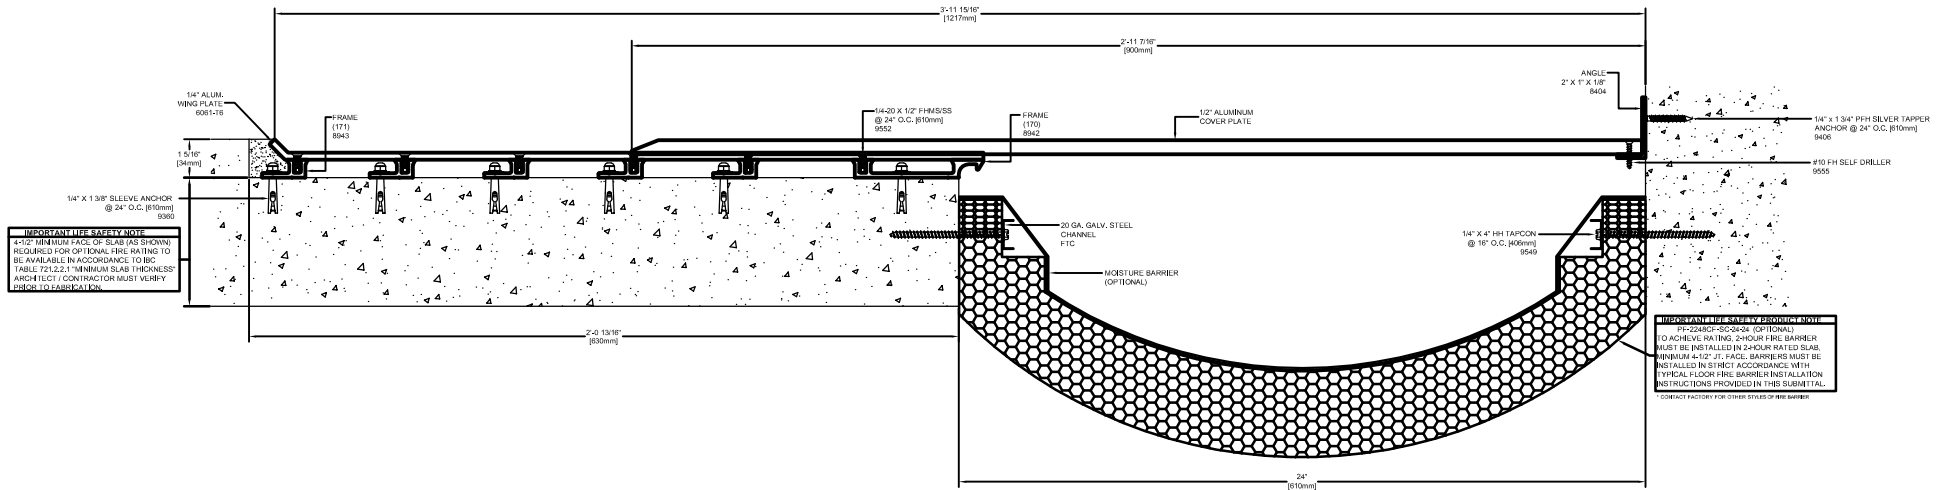 3'-11 15/16"
[1217mm]
2'-11 7/16"
[900mm]
1/4" ALUM.
WING PLATE
6061-T6
FRAME
(171)
8943
1/4-20 X 1/2" FHMS/SS
@ 24" O.C. [610mm]
9552
FRAME
(170)
8942
1/2" ALUMINUM
COVER PLATE
ANGLE
2" X 1" X 1/8"
8404
1/4" x 1 3/4" PFH SILVER TAPPER
ANCHOR @ 24" O.C. [610mm]
9406
#10 FH SELF DRILLER
9555
1 5/16"
[34mm]
1/4" X 1 3/8" SLEEVE ANCHOR
@ 24" O.C. [610mm]
9360
IMPORTANT LIFE SAFETY NOTE
4-1/2" MINIMUM FACE OF SLAB (AS SHOWN)
REQUIRED FOR OPTIONAL FIRE RATING TO
BE AVAILABLE IN ACCORDANCE TO IBC
TABLE 721.2.2.1 "MINIMUM SLAB THICKNESS"
ARCHITECT / CONTRACTOR MUST VERIFY
PRIOR TO FABRICATION.
20 GA. GALV. STEEL
CHANNEL
FTC
MOISTURE BARRIER
(OPTIONAL)
1/4" X 4" HH TAPCON
@ 16" O.C. [406mm]
9549
2'-0 13/16"
[630mm]
IMPORTANT LIFE SAFETY PRODUCT NOTE
PF-2248CF-SC-24-24 (OPTIONAL)
TO ACHIEVE RATING, 2-HOUR FIRE BARRIER
MUST BE INSTALLED IN 2-HOUR RATED SLAB,
MINIMUM 4-1/2" JT. FACE. BARRIERS MUST BE
INSTALLED IN STRICT ACCORDANCE WITH
TYPICAL FLOOR FIRE BARRIER INSTALLATION
INSTRUCTIONS PROVIDED IN THIS SUBMITTAL.
* CONTACT FACTORY FOR OTHER STYLES OF FIRE BARRIER
24"
[610mm]